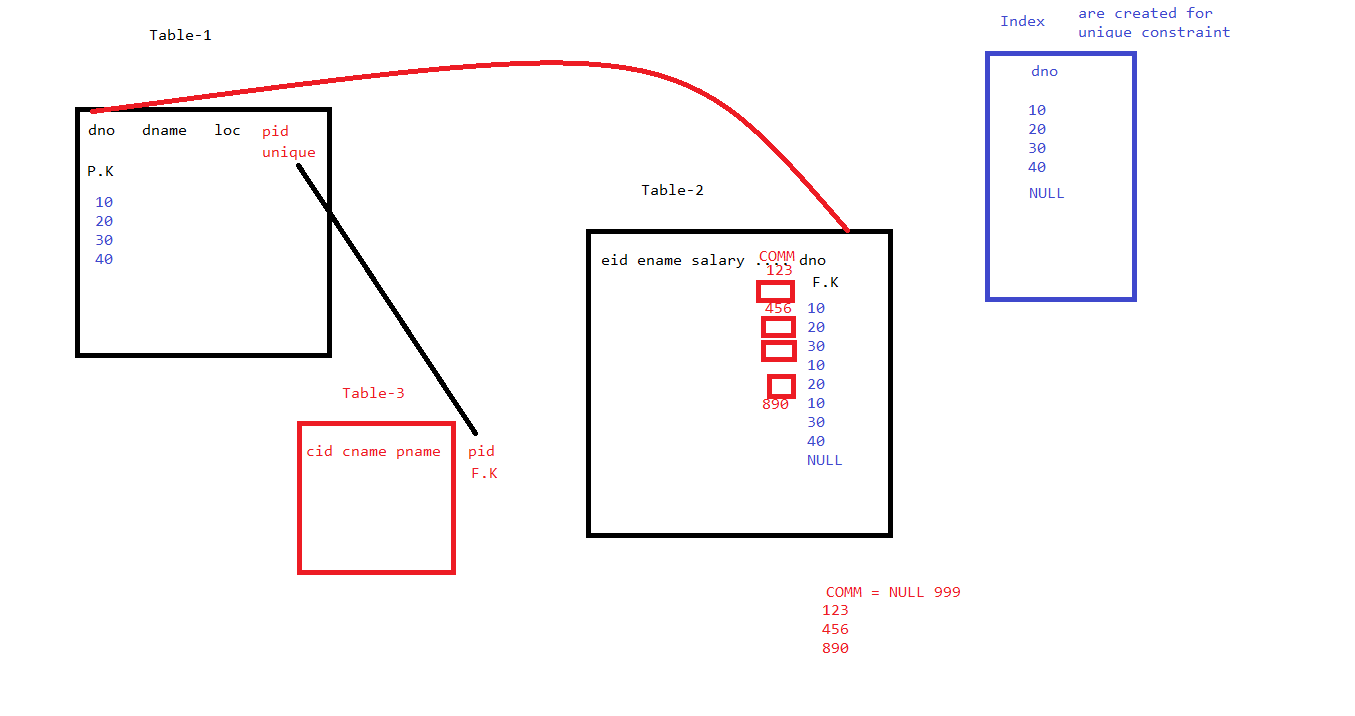 Table-1
dno dname loc pid
unique
P.K
10
20
30
40
Table-3
cid cname pname pid
F.K
Table-2
eid ename salary .... dno
COMM
123
F.K
456 10
20
30
10
20
890 10
30
40
NULL
COMM = NULL 999
123
456
890
Index are created for
unique constraint
dno
10
20
30
40
NULL